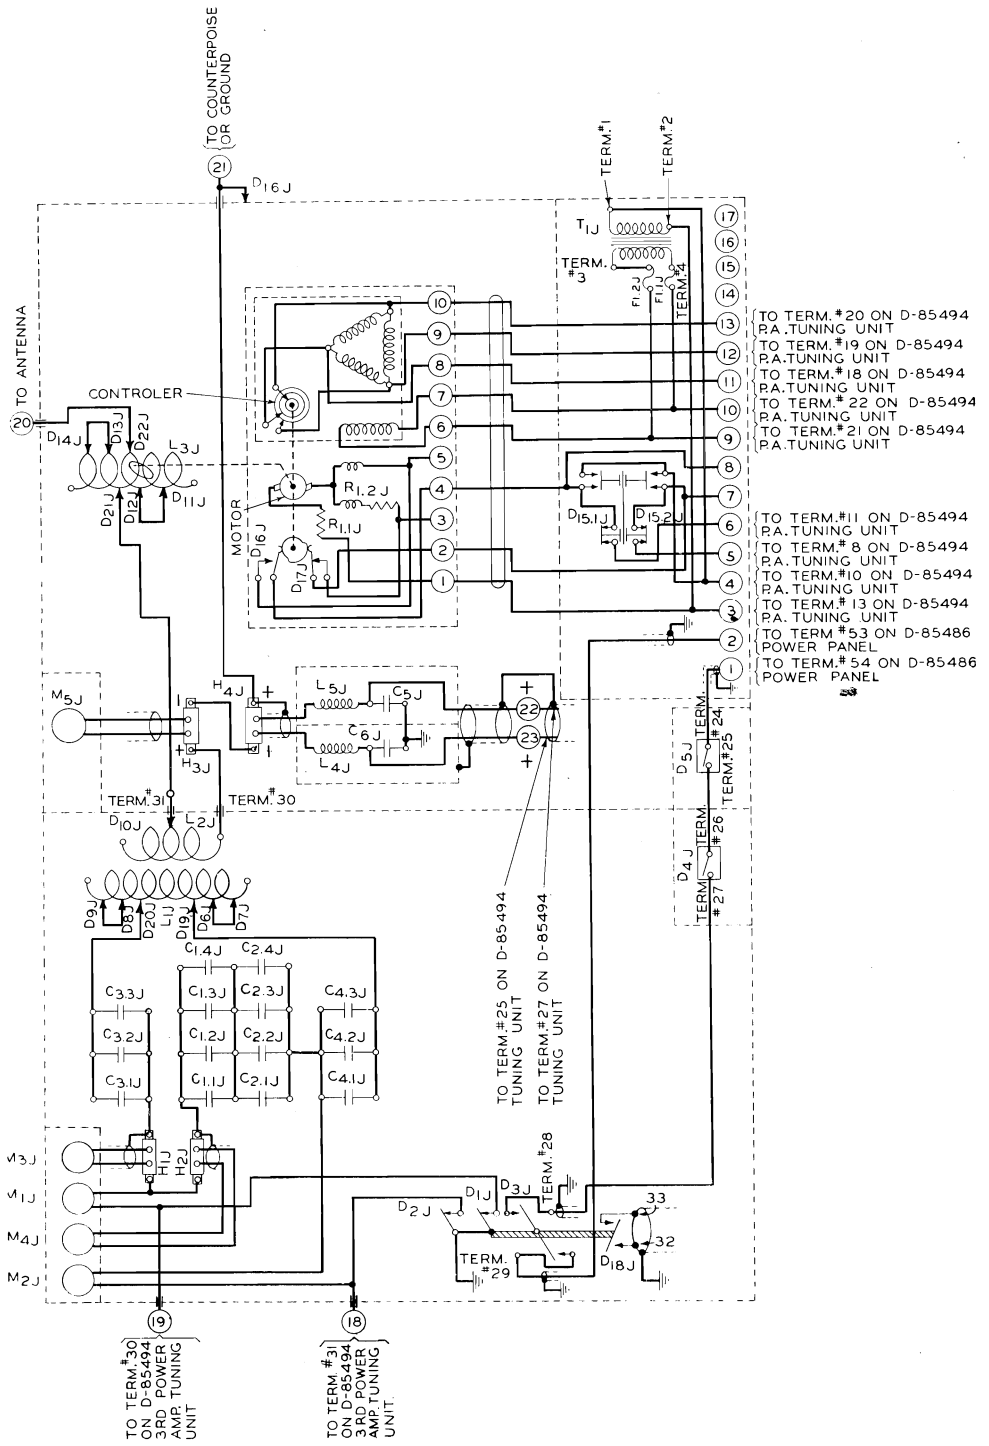 TO COUNTERPOISE
OR GROUND
21
D16J
TO ANTENNA
20
TERM.#1
TERM.#2
T1J
TERM.
#3
F1.2J
F1.1J
TERM.
#4
17
16
15
14
13
TO TERM.#20 ON D-85494
P.A. TUNING UNIT
12
TO TERM.#19 ON D-85494
P.A. TUNING UNIT
11
TO TERM.#18 ON D-85494
P.A. TUNING UNIT
10
TO TERM.#22 ON D-85494
P.A. TUNING UNIT
9
TO TERM.#21 ON D-85494
P.A. TUNING UNIT
8
7
6
TO TERM.#11 ON D-85494
P.A. TUNING UNIT
5
TO TERM.#8 ON D-85494
P.A. TUNING UNIT
4
TO TERM.#10 ON D-85494
P.A. TUNING UNIT
3
TO TERM.#13 ON D-85494
P.A. TUNING UNIT
2
TO TERM #53 ON D-85486
POWER PANEL
1
TO TERM.#54 ON D-85486
POWER PANEL
CONTROLER
10
9
8
7
6
5
4
3
2
1
MOTOR
R1.2J
R1.1J
D16J
D17J
D15.1J
D15.2J
D14J
D13J
D22J
L3J
D21J
D12J
D11J
M5J
H3J
H4J
+
+
L5J
C5J
C6J
L4J
+
22
23
+
TERM.
#24
D5J
TERM.#25
TERM.
#26
D4J
TERM.
#27
TERM.#31
TERM.#30
D10J
L2J
D9J
D8J
D20J
L1J
D19J
D6J
D7J
C3.3J
C3.2J
C3.1J
C1.4J
C1.3J
C1.2J
C1.1J
C2.4J
C2.3J
C2.2J
C2.1J
C4.3J
C4.2J
C4.1J
TO TERM.#25 ON D-85494
TUNING UNIT
TO TERM.#27 ON D-85494
TUNING UNIT
M3J
M1J
M4J
M2J
H1J
H2J
D2J
D1J
D3J
TERM.#28
TERM.
#29
33
32
D18J
19
TO TERM.#30
ON D-85494
3RD POWER
AMP. TUNING
UNIT
18
TO TERM.#31
ON D-85494
3RD POWER
AMP. TUNING
UNIT.